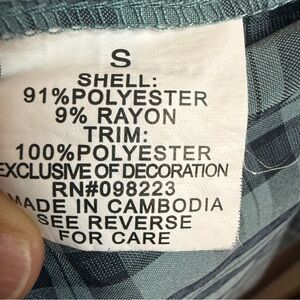 S
SHELL:
91%POLYESTER
9% RAYON
TRIM:
100%POLYESTER
EXCLUSIVE OF DECORATION
RN#098223
MADE IN CAMBODIA
SEE REVERSE
FOR CARE